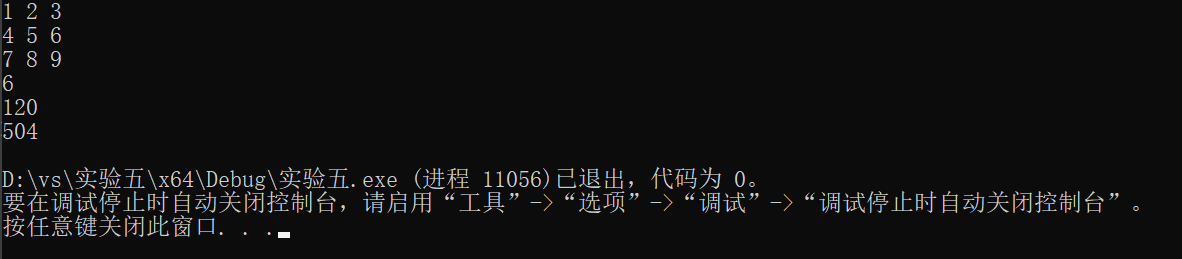 1 2 3
4 5 6
7 8 9
6
120
504
D:\vs\实验五\x64\Debug\实验五.exe (进程 11056)已退出，代码为 0。
要在调试停止时自动关闭控制台，请启用“工具”->“选项”->“调试”->“调试停止时自动关闭控制台”。
按任意键关闭此窗口. . .